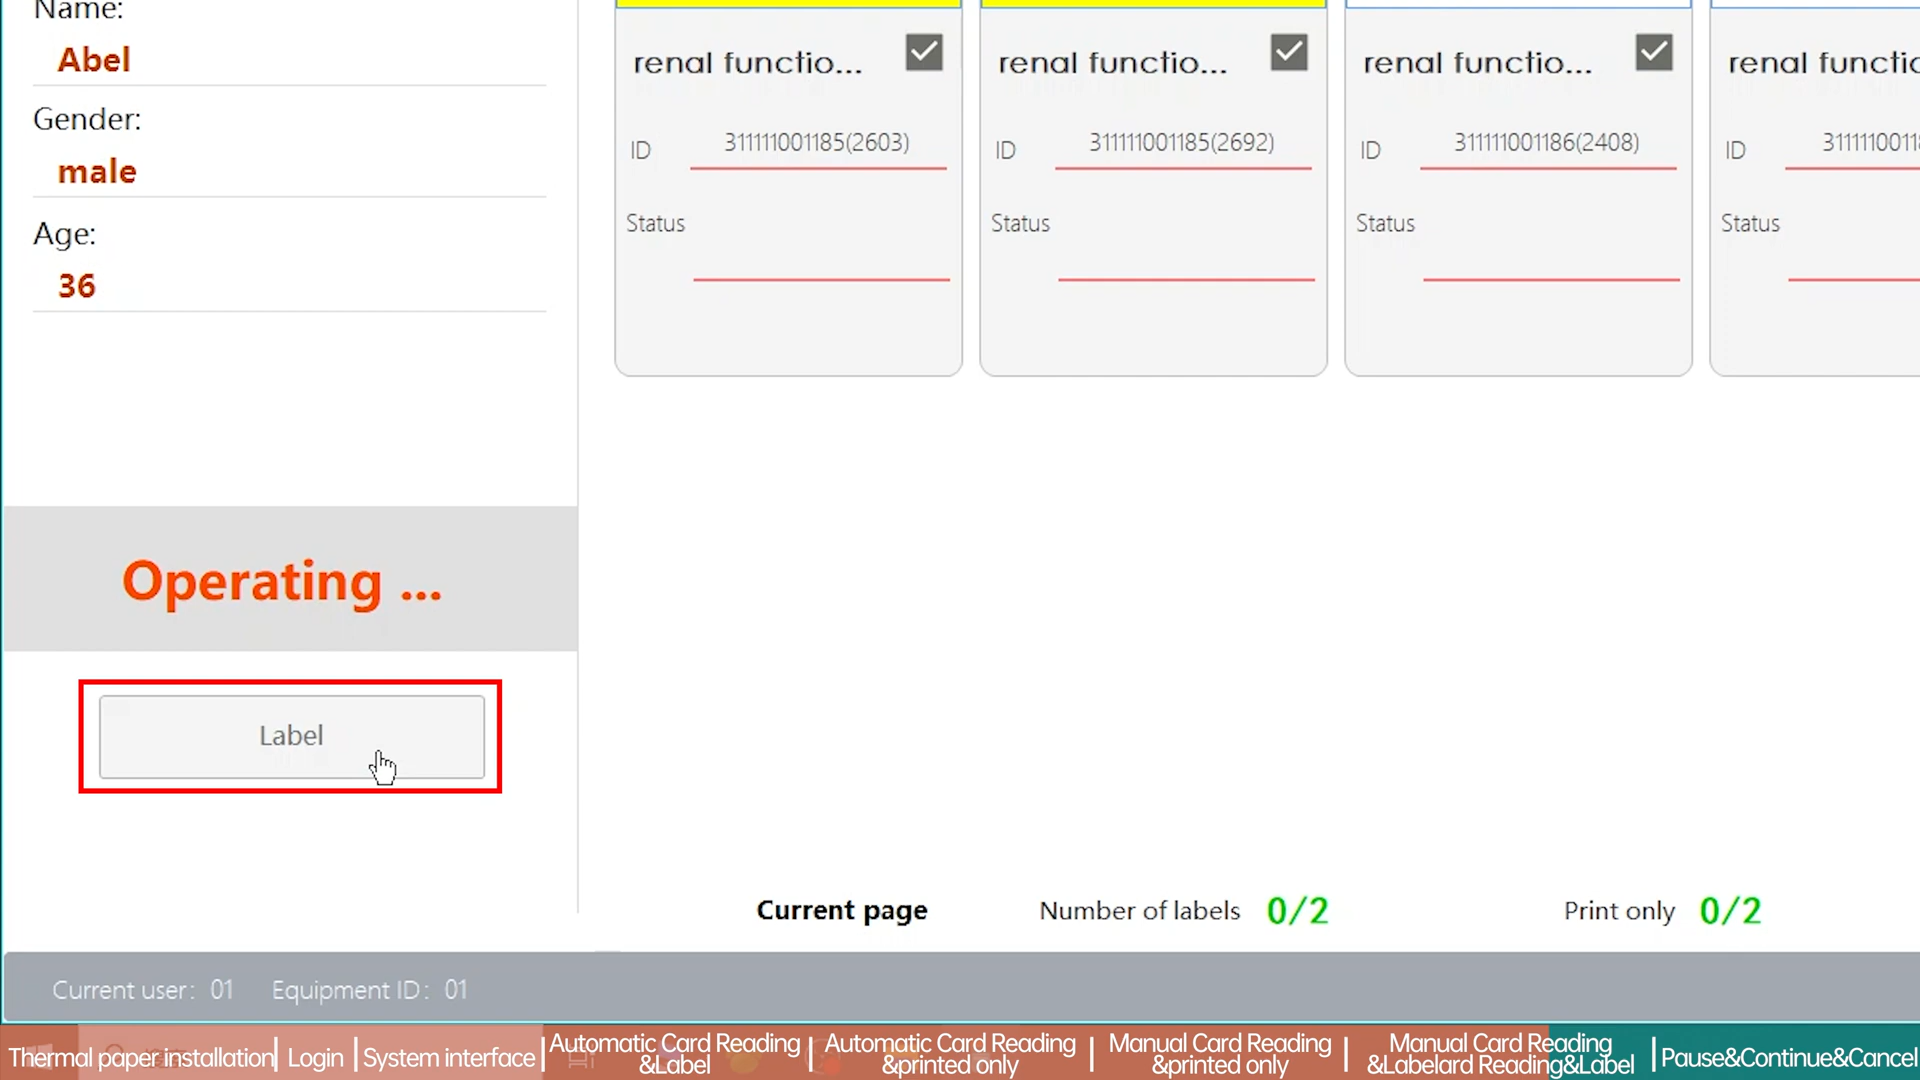 Name:
Abel
Gender:
male
Age:
36
Operating ...
Label
renal functio...
ID 311111001185(2603)
Status
renal functio...
ID 311111001185(2692)
Status
renal functio...
ID 311111001186(2408)
Status
renal functio
ID
Status
Current page Number of labels 0/2 Print only 0/2
Current user: 01 Equipment ID: 01
Thermal paper installation
Login
System interface
Automatic Card Reading
&Label
Automatic Card Reading
&printed only
Manual Card Reading
&printed only
Manual Card Reading
&Labelard Reading&Label
Pause&Continue&Cancel